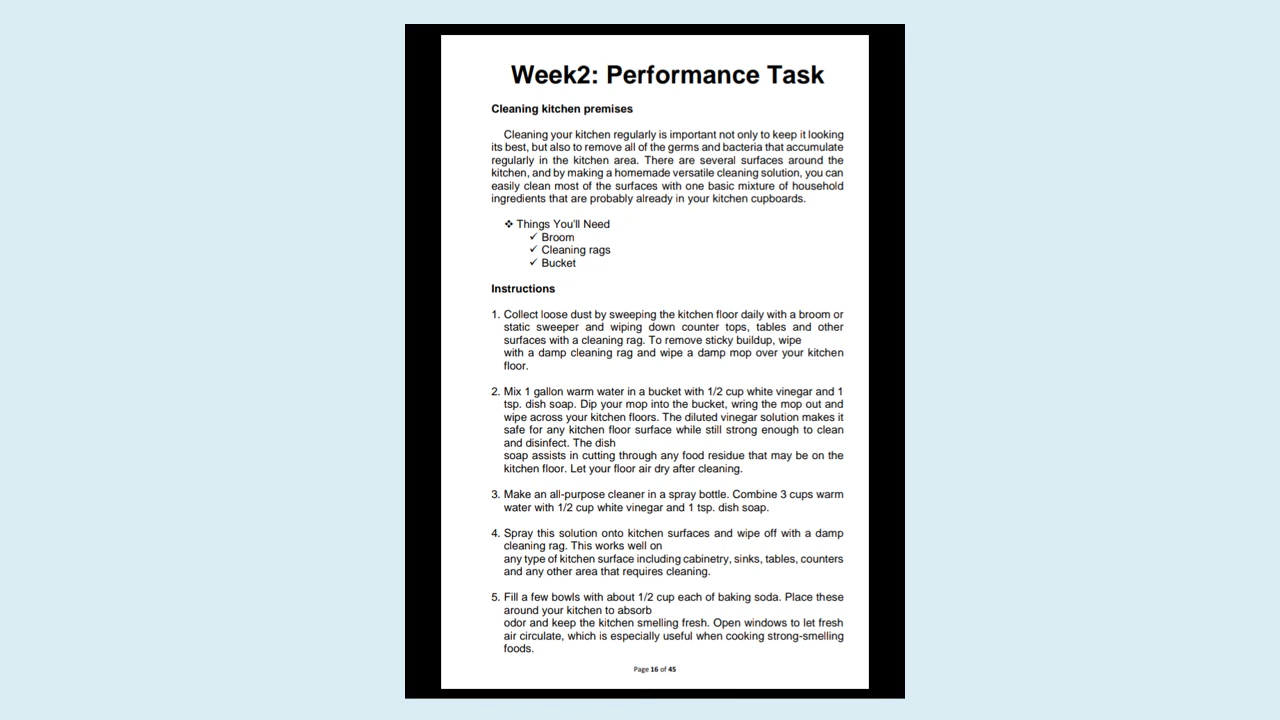 Week2: Performance Task
Cleaning kitchen premises
Cleaning your kitchen regularly is important not only to keep it looking
its best, but also to remove all of the germs and bacteria that accumulate
regularly in the kitchen area. There are several surfaces around the
kitchen, and by making a homemade versatile cleaning solution, you can
easily clean most of the surfaces with one basic mixture of household
ingredients that are probably already in your kitchen cupboards.
❖ Things You'll Need
✓ Broom
✓ Cleaning rags
✓ Bucket
Instructions
1. Collect loose dust by sweeping the kitchen floor daily with a broom or
static sweeper and wiping down counter tops, tables and other
surfaces with a cleaning rag. To remove sticky buildup, wipe
with a damp cleaning rag and wipe a damp mop over your kitchen
floor.
2. Mix 1 gallon warm water in a bucket with 1/2 cup white vinegar and 1
tsp. dish soap. Dip your mop into the bucket, wring the mop out and
wipe across your kitchen floors. The diluted vinegar solution makes it
safe for any kitchen floor surface while still strong enough to clean
and disinfect. The dish
soap assists in cutting through any food residue that may be on the
kitchen floor. Let your floor air dry after cleaning.
3. Make an all-purpose cleaner in a spray bottle. Combine 3 cups warm
water with 1/2 cup white vinegar and 1 tsp. dish soap.
4. Spray this solution onto kitchen surfaces and wipe off with a damp
cleaning rag. This works well on
any type of kitchen surface including cabinetry, sinks, tables, counters
and any other area that requires cleaning.
5. Fill a few bowls with about 1/2 cup each of baking soda. Place these
around your kitchen to absorb
odor and keep the kitchen smelling fresh. Open windows to let fresh
air circulate, which is especially useful when cooking strong-smelling
foods.
Page 16 of 45